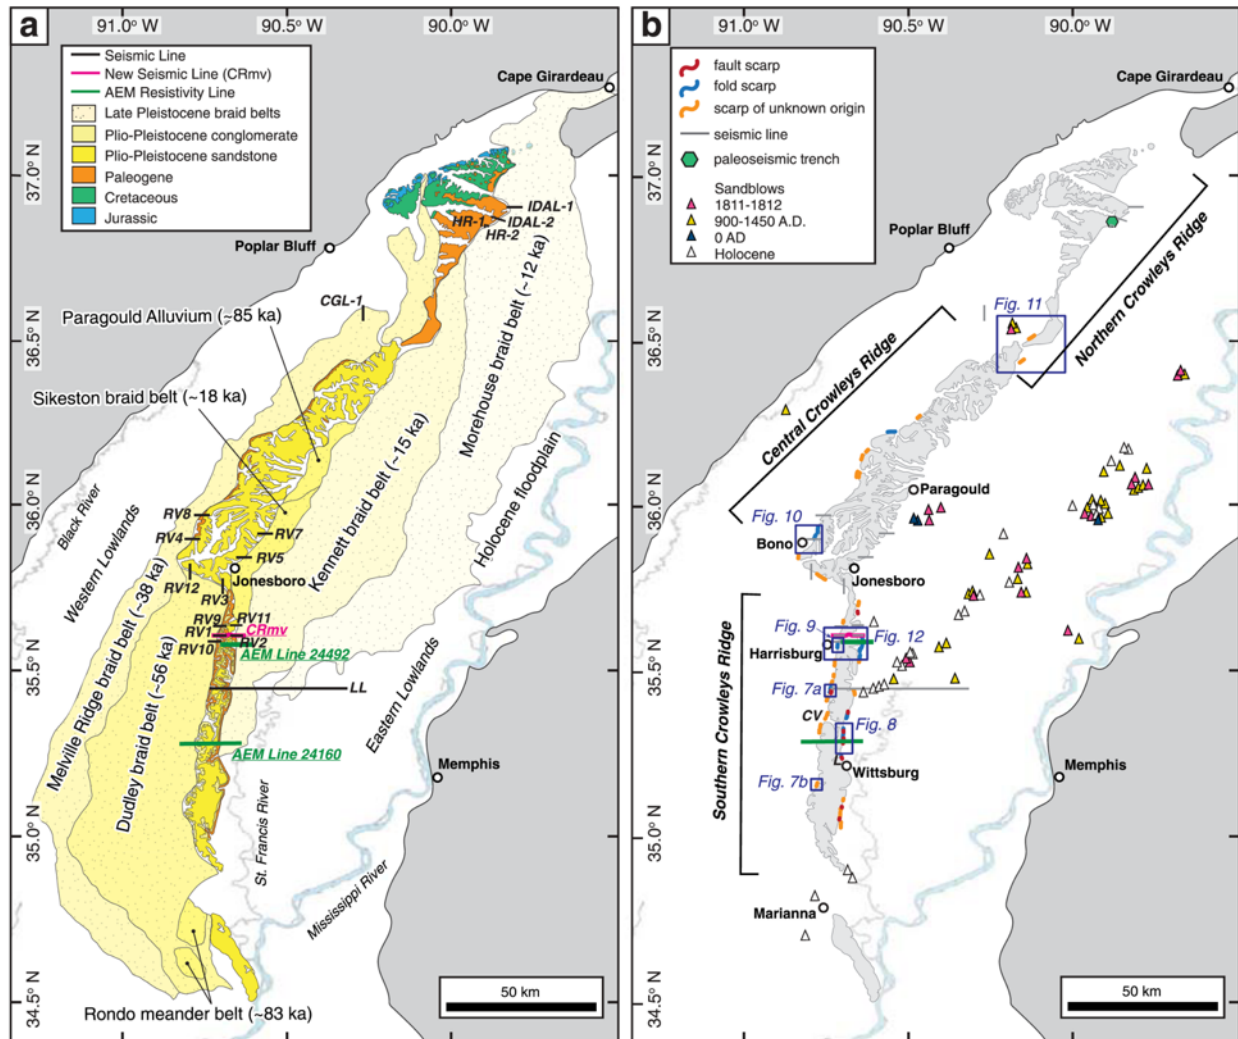 a
91.0° W
90.5° W
90.0° W
Seismic Line
New Seismic Line (CRmv)
AEM Resistivity Line
Late Pleistocene braid belts
Plio-Pleistocene conglomerate
Plio-Pleistocene sandstone
Paleogene
Cretaceous
Jurassic
Cape Girardeau
37.0° N
36.5° N
36.0° N
35.5° N
35.0° N
34.5° N
IDAL-1
HR-1
IDAL-2
HR-2
Poplar Bluff
CGL-1
Paragould Alluvium (~85 ka)
Sikeston braid belt (~18 ka)
Morehouse braid belt (~12 ka)
Kennett braid belt (~15 ka)
Holocene floodplain
Black River
Western Lowlands
RV8
RV4
RV7
RV5
Jonesboro
RV12
RV3
RV9
RV11
RV1
CRmv
RV10
RV2
AEM Line 24492
LL
Melville Ridge braid belt (~38 ka)
Dudley braid belt (~56 ka)
Eastern Lowlands
AEM Line 24160
Memphis
St. Francis River
Mississippi River
Rondo meander belt (~83 ka)
50 km
b
91.0° W
90.5° W
90.0° W
fault scarp
fold scarp
scarp of unknown origin
seismic line
paleoseismic trench
Sandblows
1811-1812
900-1450 A.D.
0 AD
Holocene
Cape Girardeau
37.0° N
36.5° N
36.0° N
35.5° N
35.0° N
34.5° N
Poplar Bluff
Fig. 11
Northern Crowleys Ridge
Central Crowleys Ridge
Paragould
Fig. 10
Bono
Jonesboro
Fig. 9
Fig. 12
Harrisburg
Fig. 7a
CV
Fig. 8
Southern Crowleys Ridge
Wittsburg
Memphis
Fig. 7b
Marianna
50 km